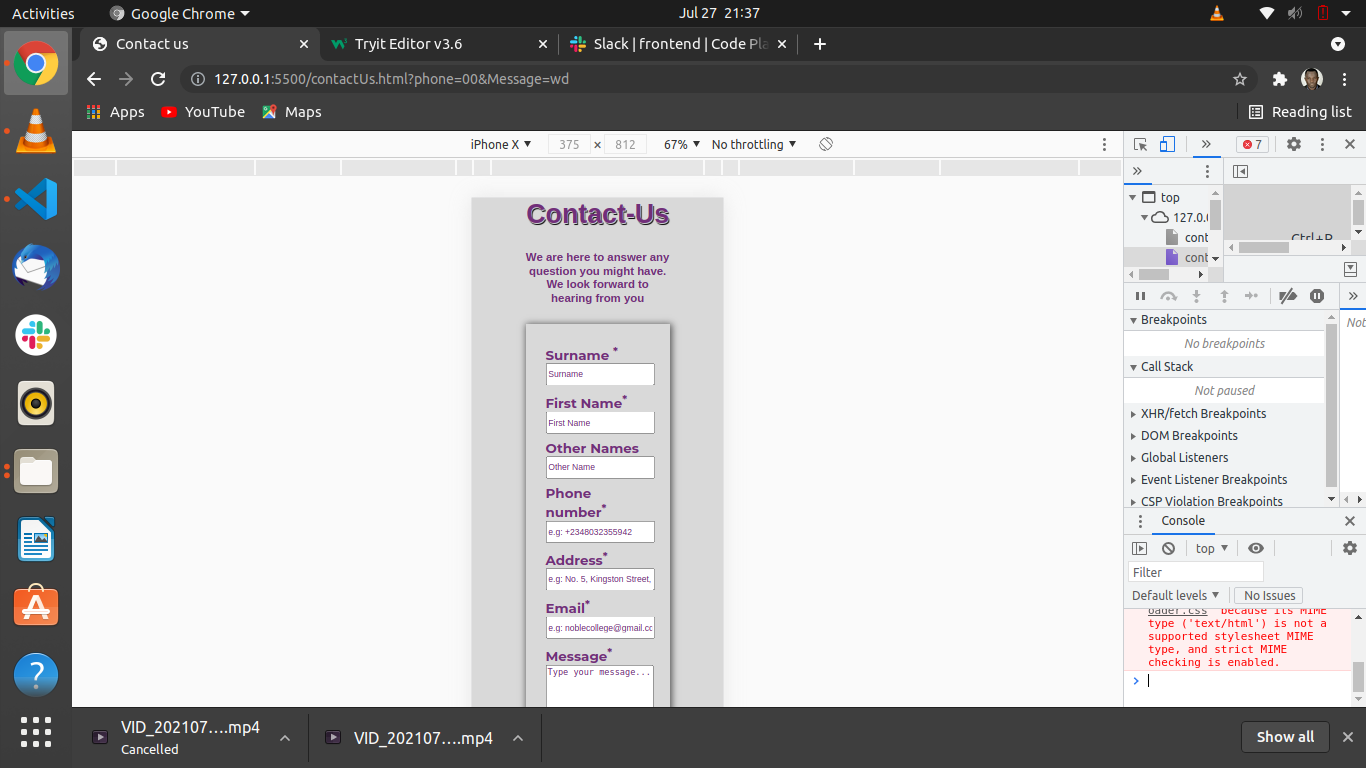 Activities
Google Chrome
Jul 27 21:37
Contact us
Tryit Editor v3.6
Slack | frontend | Code Pla
127.0.0.1:5500/contactUs.html?phone=00&Message=wd
Apps
YouTube
Maps
Reading list
iPhone X
375
×
812
67%
No throttling
7
Contact-Us
We are here to answer any
question you might have.
We look forward to
hearing from you
Surname *
Surname
First Name*
First Name
Other Names
Other Name
Phone
number*
e.g: +2348032355942
Address*
e.g: No. 5, Kingston Street,
Email*
e.g: noblecollege@gmail.cc
Message*
Type your message...
top
127.0.0
cont
cont
Ctrl+P
Breakpoints
No breakpoints
Call Stack
Not paused
XHR/fetch Breakpoints
DOM Breakpoints
Global Listeners
Event Listener Breakpoints
CSP Violation Breakpoints
Not
Console
top
Filter
Default levels
No Issues
oader.css' because its MIME
type ('text/html') is not a
supported stylesheet MIME
type, and strict MIME
checking is enabled.
VID_202107....mp4
Cancelled
VID_202107....mp4
Show all